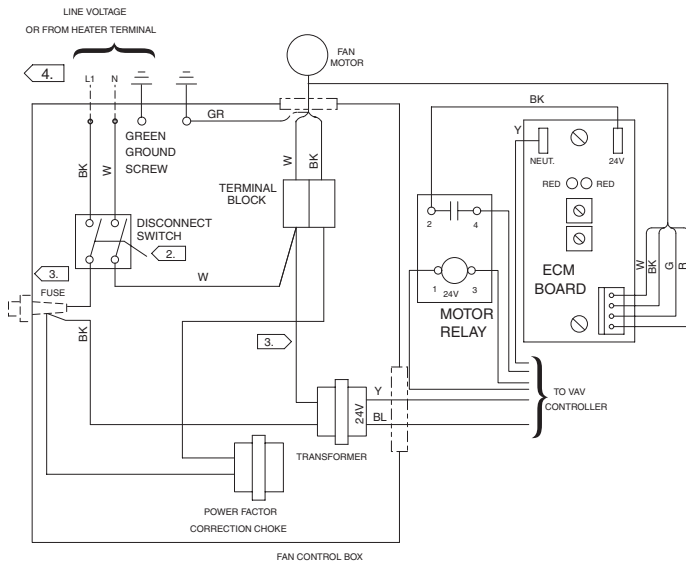 LINE VOLTAGE
OR FROM HEATER TERMINAL
4.
L1
N
FAN
MOTOR
GR
GREEN
GROUND
SCREW
BK
W
W
BK
TERMINAL
BLOCK
DISCONNECT
SWITCH
2.
W
3.
FUSE
BK
3.
TRANSFORMER
24V
Y
BL
POWER FACTOR
CORRECTION CHOKE
FAN CONTROL BOX
BK
Y
NEUT.
24V
RED
RED
2
4
1
24V
3
MOTOR
RELAY
ECM
BOARD
W
BK
G
TO VAV
CONTROLLER